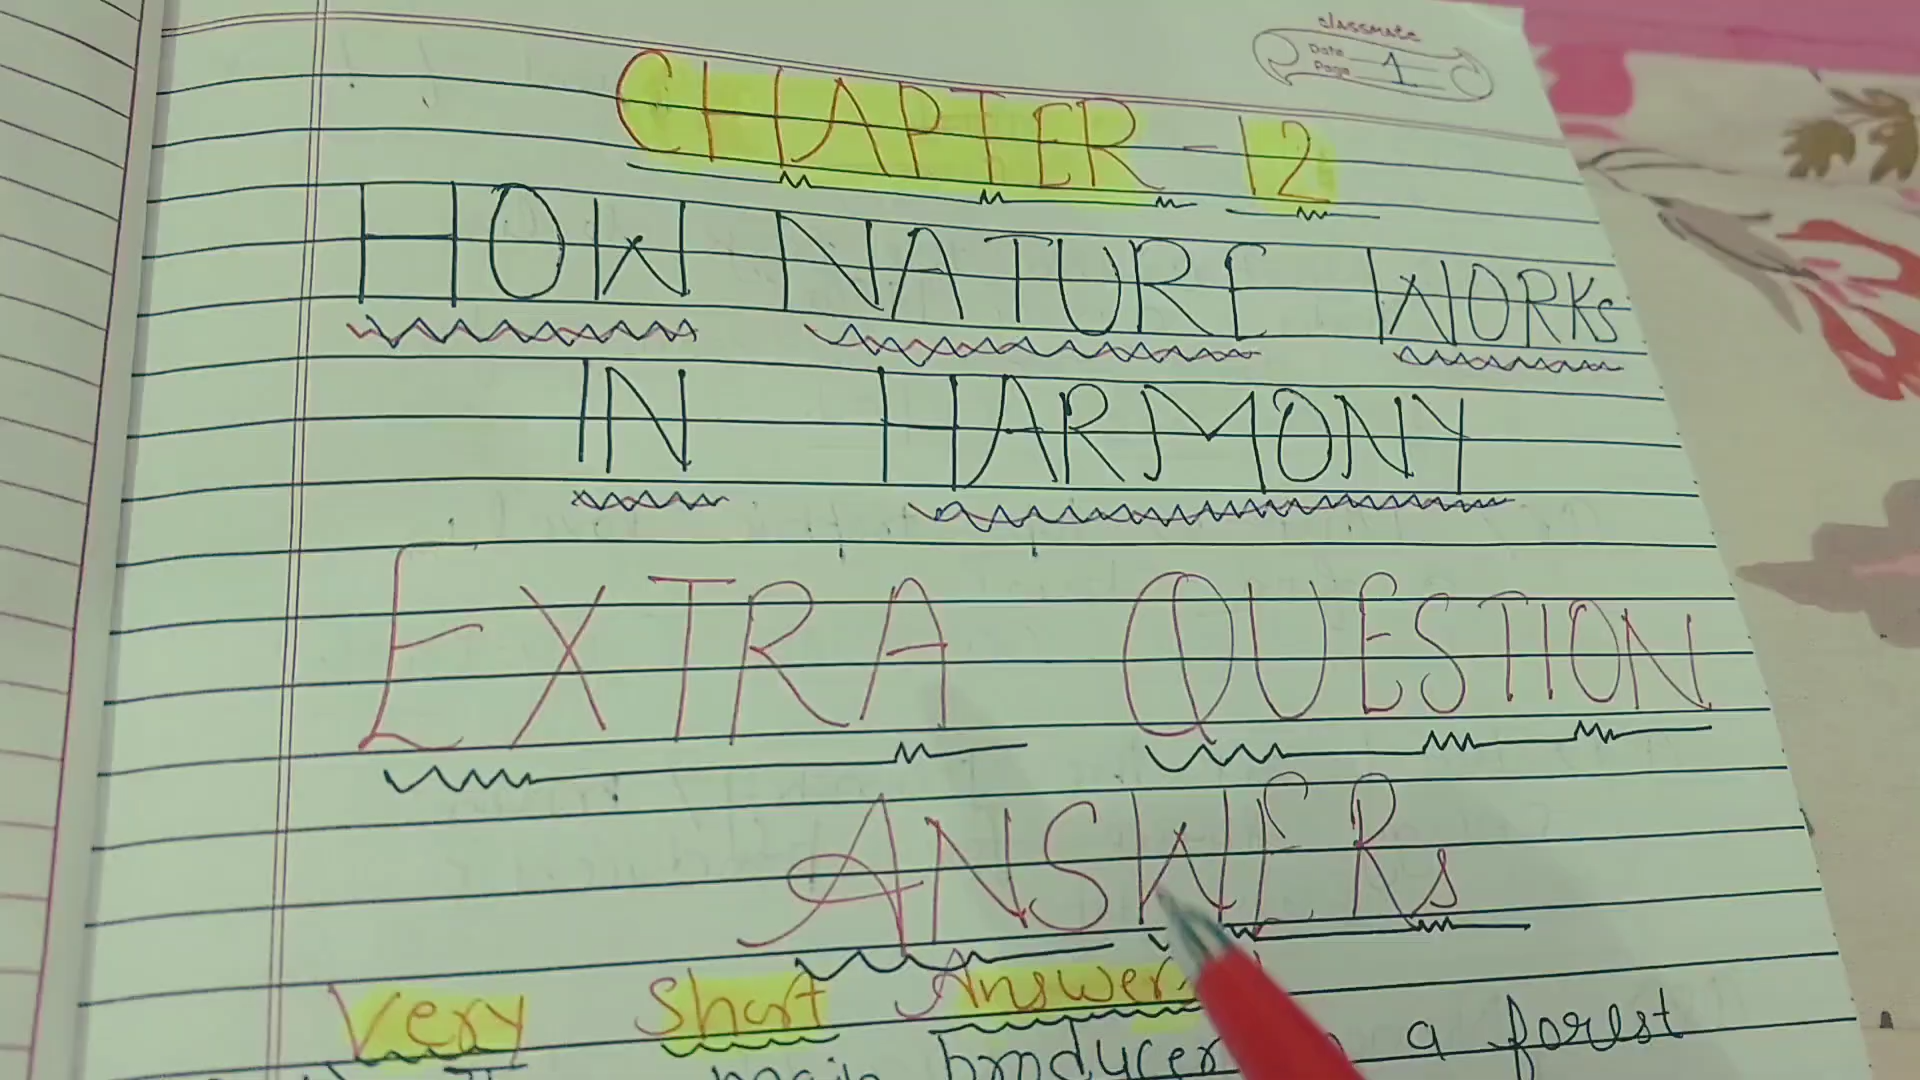 classmate
Date
Page 1
CHAPTER - 12
HOW NATURE WORKS
IN HARMONY
EXTRA QUESTION
ANSWERs
Very Short Answer
main producer a forest